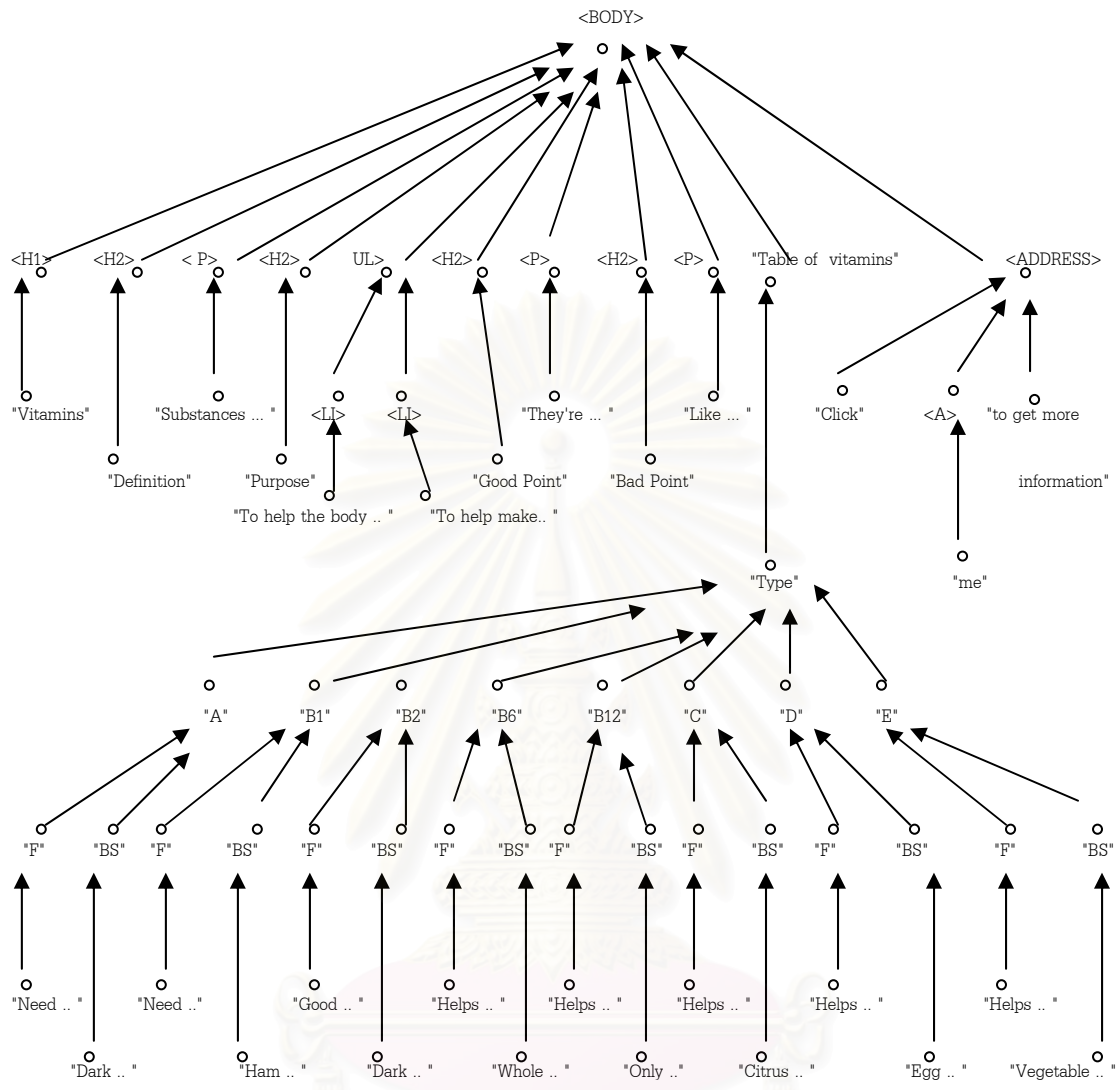 <BODY>
<H1> <H2> < P> <H2> UL> <H2> <P> <H2> <P> "Table of vitamins" <ADDRESS>
"Vitamins" "Substances ... " <LI> <LI> "They're ... " "Like ... " "Click" <A> "to get more
"Definition" "Purpose" "Good Point" "Bad Point" information"
"To help the body .. " "To help make.. "
"Type" "me"
"A" "B1" "B2" "B6" "B12" "C" "D" "E"
"F" "BS" "F" "BS" "F" "BS" "F" "BS" "F" "BS" "F" "BS" "F" "BS" "F" "BS"
"Need .. " "Need .. " "Good .. " "Helps .. " "Helps .. " "Helps .. " "Helps .. " "Helps .. "
"Dark .. " "Ham .. " "Dark .. " "Whole .. " "Only .. " "Citrus .. " "Egg .. " "Vegetable .. "